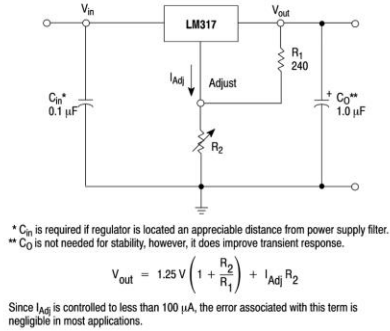 Vin
LM317
Vout
R1
240
IAdj
Adjust
Cin*
0.1 µF
+ CO**
1.0 µF
R2
* Cin is required if regulator is located an appreciable distance from power supply filter.
** CO is not needed for stability, however, it does improve transient response.
Vout = 1.25 V (1 + R2/R1) + IAdj R2
Since IAdj is controlled to less than 100 µA, the error associated with this term is
negligible in most applications.